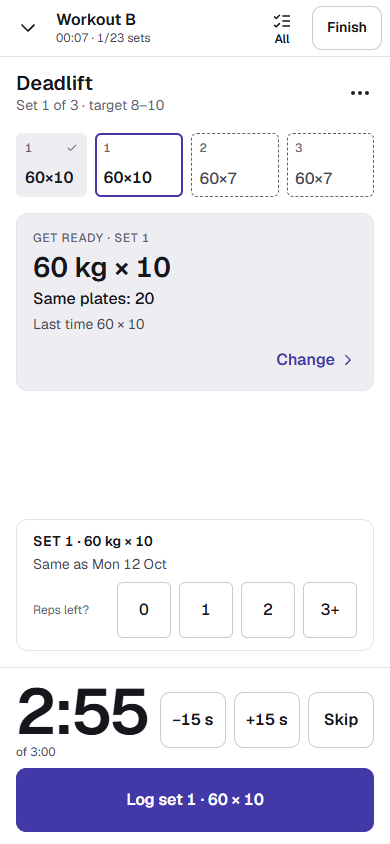 Workout B
00:07 · 1/23 sets
All
Finish
Deadlift
Set 1 of 3 · target 8–10
1
60×10
1
60×10
2
60×7
3
60×7
GET READY · SET 1
60 kg × 10
Same plates: 20
Last time 60 × 10
Change
SET 1 · 60 kg × 10
Same as Mon 12 Oct
Reps left?
0
1
2
3+
2:55
of 3:00
−15 s
+15 s
Skip
Log set 1 · 60 × 10